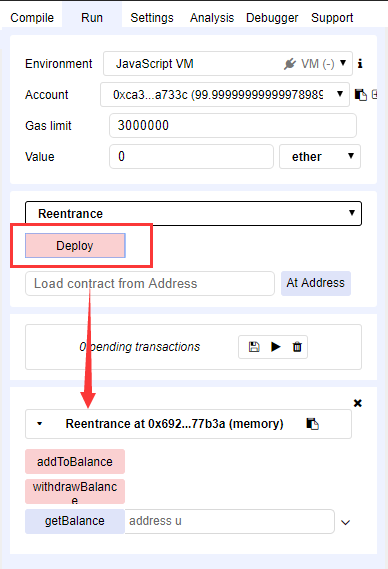 Compile Run Settings Analysis Debugger Support
Environment JavaScript VM VM (-)
Account 0xca3...a733c (99.99999999999978989
Gas limit 3000000
Value 0 ether
Reentrance
Deploy
Load contract from Address At Address
0 pending transactions
Reentrance at 0x692...77b3a (memory)
addToBalance
withdrawBalanc
e
getBalance address u